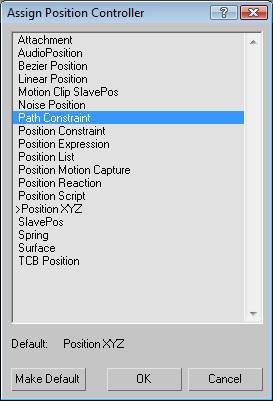 Assign Position Controller
Attachment
AudioPosition
Bezier Position
Linear Position
Motion Clip SlavePos
Noise Position
Path Constraint
Position Constraint
Position Expression
Position List
Position Motion Capture
Position Reaction
Position Script
>Position XYZ
SlavePos
Spring
Surface
TCB Position
Default: Position XYZ
Make Default OK Cancel